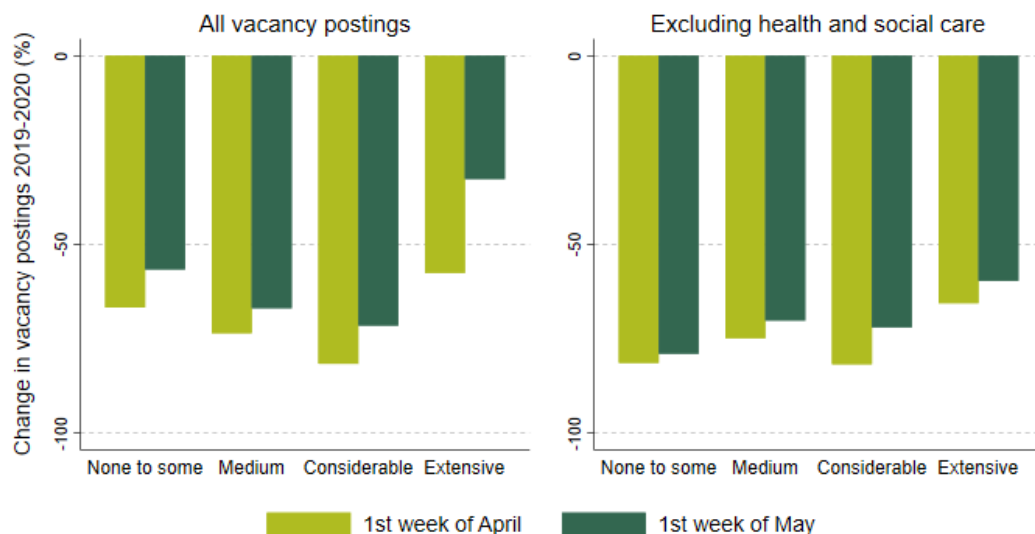 All vacancy postings
Excluding health and social care
Change in vacancy postings 2019-2020 (%)
0
-50
-100
0
-50
-100
None to some Medium Considerable Extensive
None to some Medium Considerable Extensive
1st week of April 1st week of May